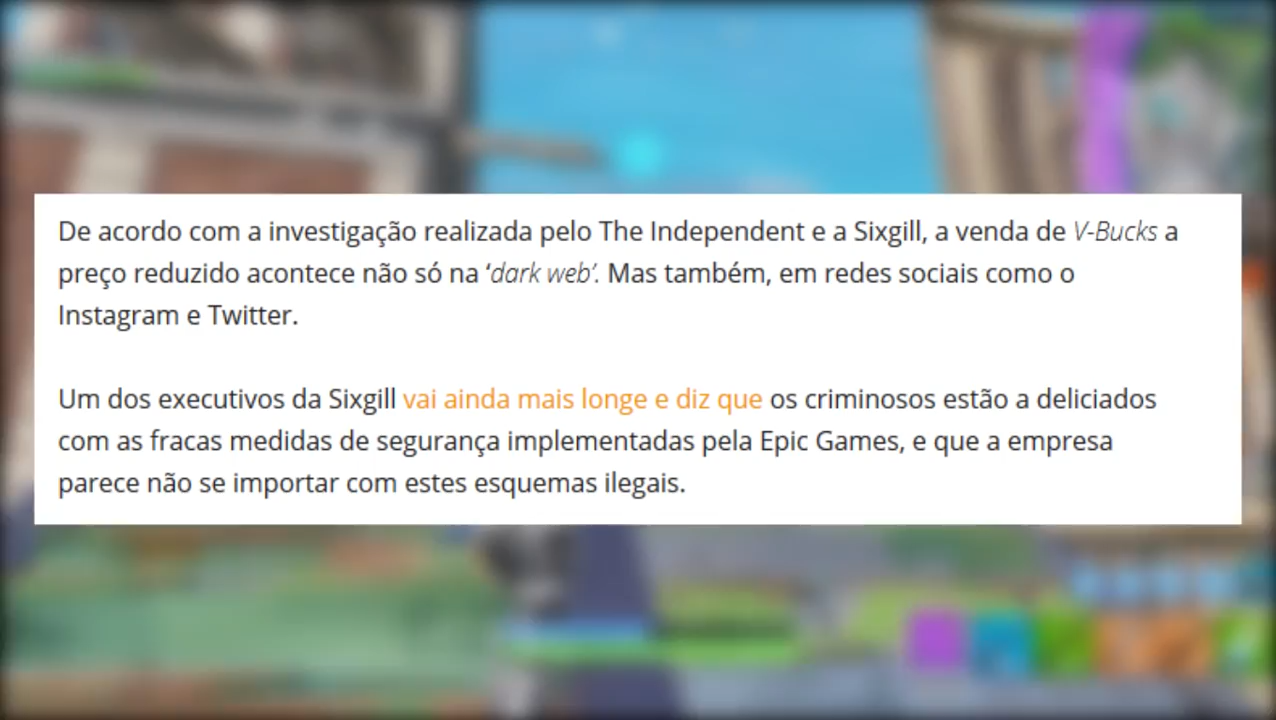 De acordo com a investigação realizada pelo The Independent e a Sixgill, a venda de V-Bucks a
preço reduzido acontece não só na ‘dark web’. Mas também, em redes sociais como o
Instagram e Twitter.
Um dos executivos da Sixgill vai ainda mais longe e diz que os criminosos estão a deliciados
com as fracas medidas de segurança implementadas pela Epic Games, e que a empresa
parece não se importar com estes esquemas ilegais.